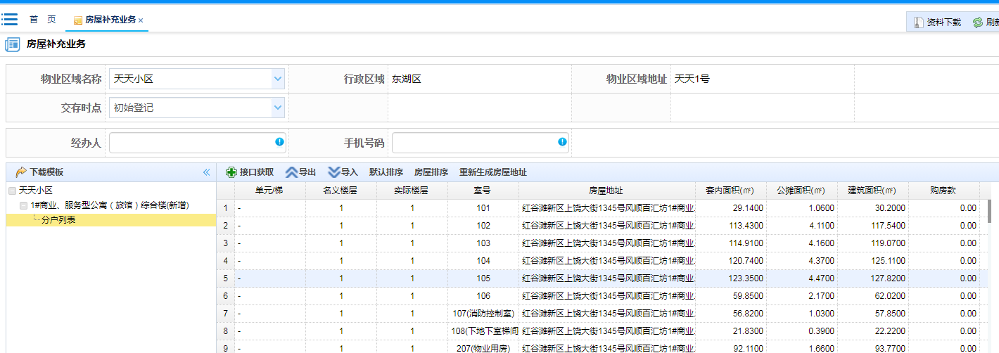 首 页 房屋补充业务 × 资料下载 刷新
房屋补充业务
物业区域名称 天天小区 行政区域 东湖区 物业区域地址 天天1号
交存时点 初始登记
经办人 手机号码
下载模板 « 接口获取 导出 导入 默认排序 房屋排序 重新生成房屋地址
天天小区
1#商业、服务型公寓（旅馆）综合楼(新增)
分户列表
单元/梯 名义楼层 实际楼层 室号 房屋地址 套内面积(㎡) 公摊面积(㎡) 建筑面积(㎡) 购房款
1 - 1 1 101 红谷滩新区上饶大街1345号风顺百汇坊1#商业. 29.1400 1.0600 30.2000 0.00
2 - 1 1 102 红谷滩新区上饶大街1345号风顺百汇坊1#商业. 113.4300 4.1100 117.5400 0.00
3 - 1 1 103 红谷滩新区上饶大街1345号风顺百汇坊1#商业. 114.9100 4.1600 119.0700 0.00
4 - 1 1 104 红谷滩新区上饶大街1345号风顺百汇坊1#商业. 120.7400 4.3700 125.1100 0.00
5 - 1 1 105 红谷滩新区上饶大街1345号风顺百汇坊1#商业. 123.3500 4.4700 127.8200 0.00
6 - 1 1 106 红谷滩新区上饶大街1345号风顺百汇坊1#商业. 59.8500 2.1700 62.0200 0.00
7 - 1 1 107(消防控制室) 红谷滩新区上饶大街1345号风顺百汇坊1#商业. 56.8200 1.0300 57.8500 0.00
8 - 1 1 108(下地下室梯间 红谷滩新区上饶大街1345号风顺百汇坊1#商业. 21.8300 0.3900 22.2200 0.00
9 - 1 1 207(物业用房) 红谷滩新区上饶大街1345号风顺百汇坊1#商业. 92.1100 1.6600 93.7700 0.00